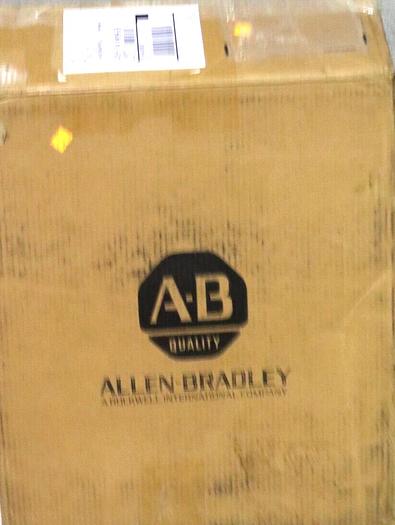 A·B
QUALITY
ALLEN-BRADLEY
A ROCKWELL INTERNATIONAL COMPANY